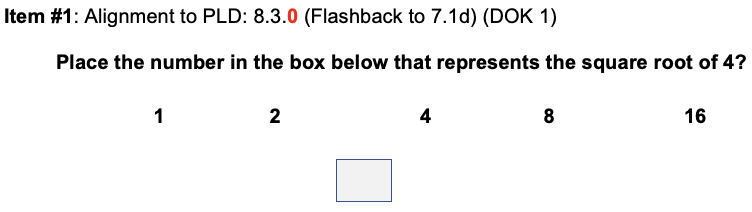 Item #1: Alignment to PLD: 8.3.0 (Flashback to 7.1d) (DOK 1)
Place the number in the box below that represents the square root of 4?
1 2 4 8 16